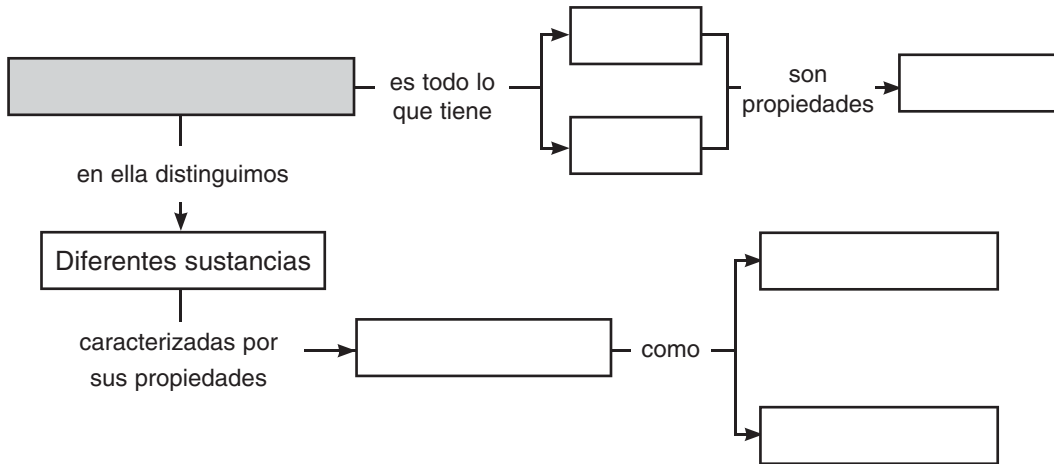 es todo lo
que tiene
son
propiedades
en ella distinguimos
Diferentes sustancias
caracterizadas por
sus propiedades
como